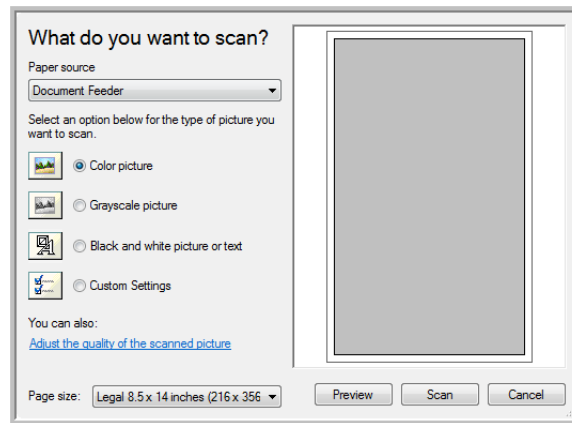 What do you want to scan?
Paper source
Document Feeder
Select an option below for the type of picture you
want to scan.
Color picture
Grayscale picture
Black and white picture or text
Custom Settings
You can also:
Adjust the quality of the scanned picture
Page size: Legal 8.5 x 14 inches (216 x 356
Preview Scan Cancel